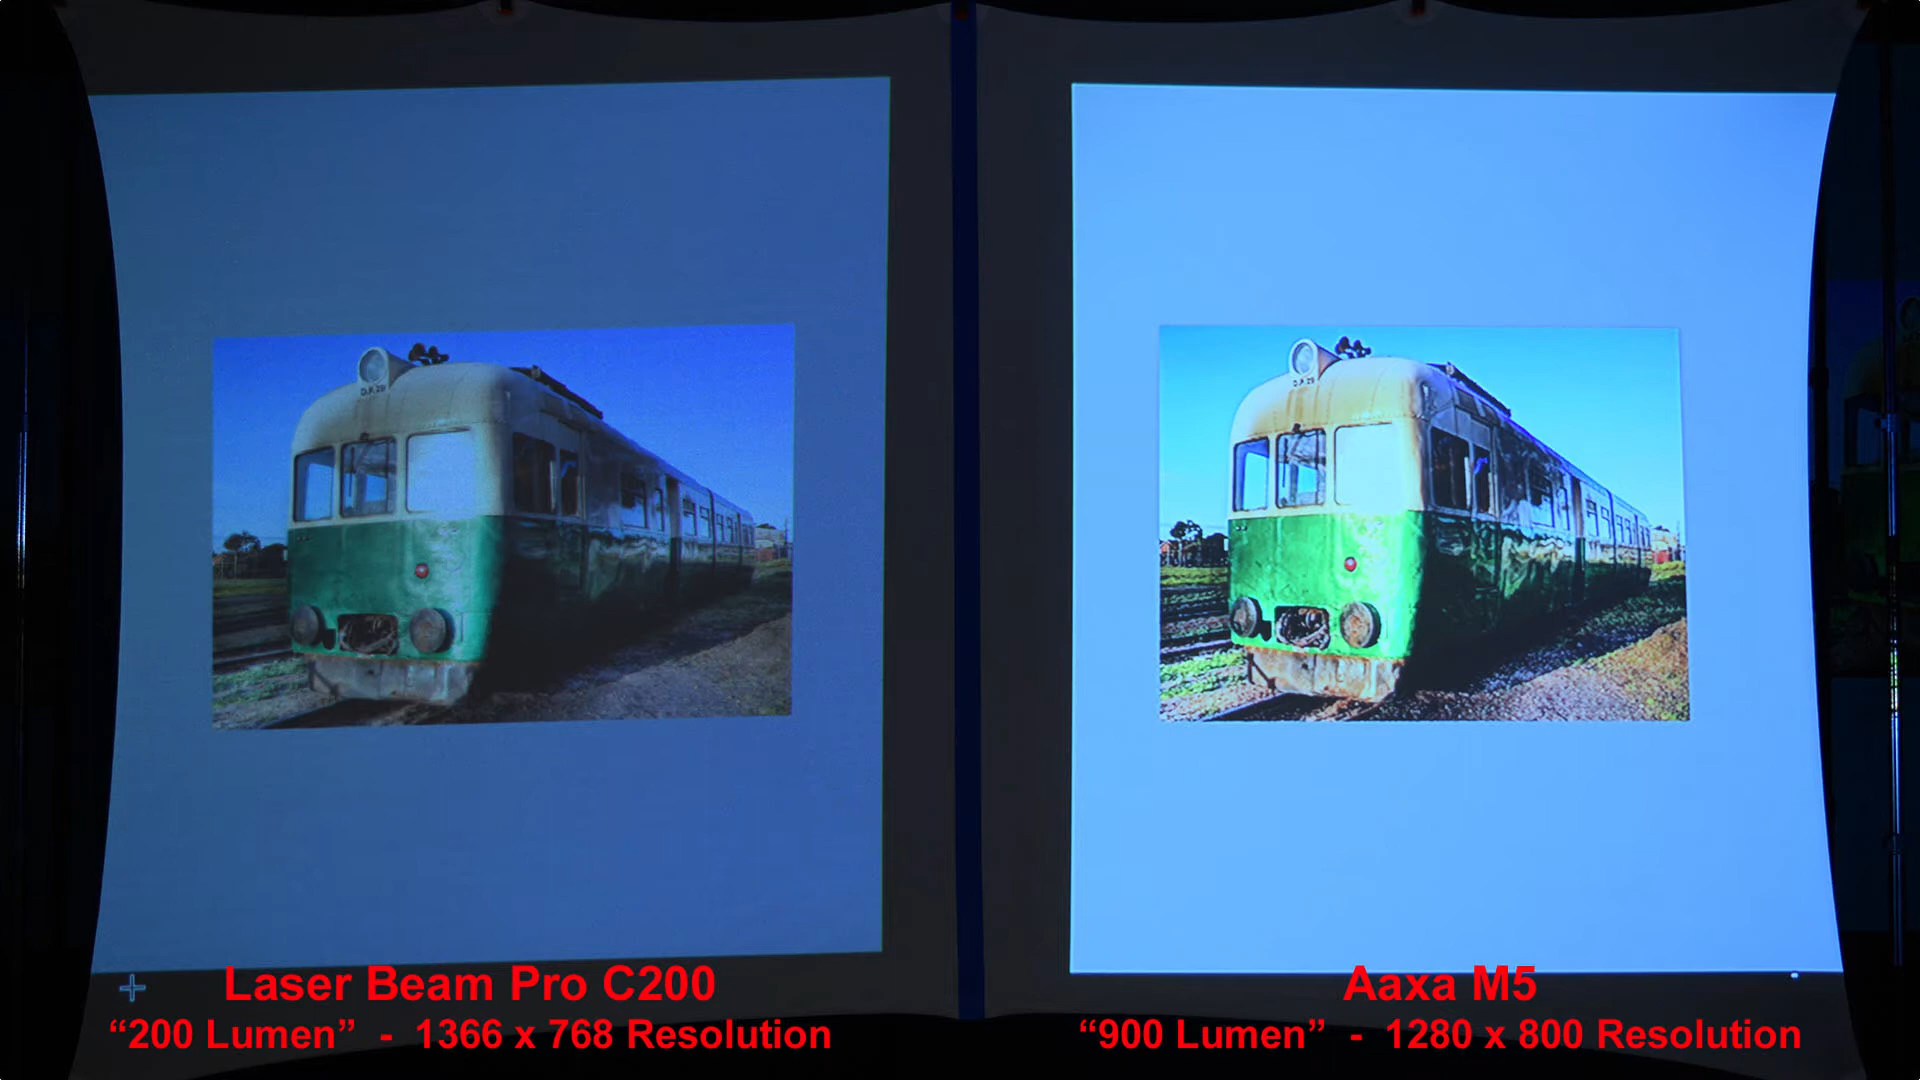 Laser Beam Pro C200
“200 Lumen” - 1366 x 768 Resolution
Aaxa M5
“900 Lumen” - 1280 x 800 Resolution